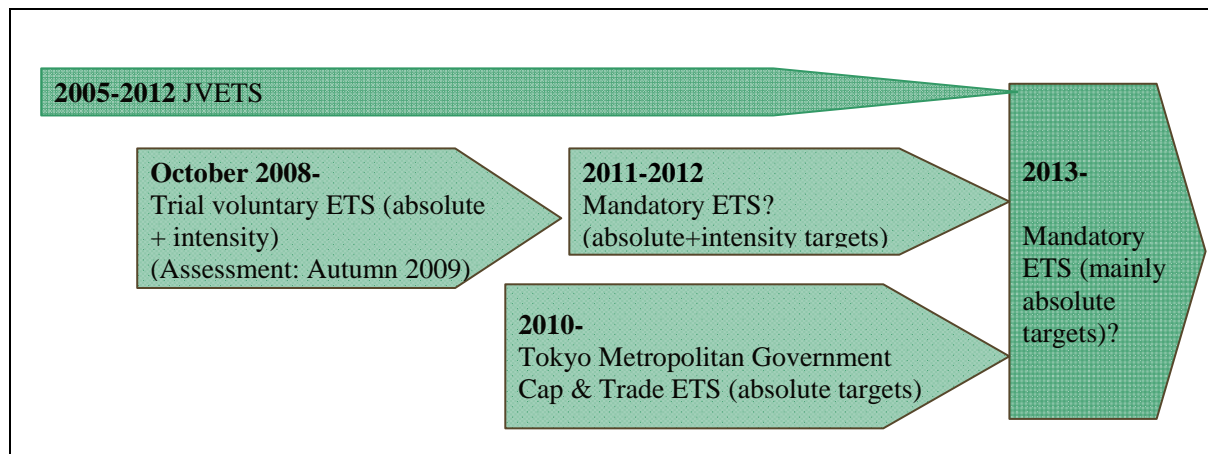 2005-2012 JVETS
October 2008-
Trial voluntary ETS (absolute
+ intensity)
(Assessment: Autumn 2009)
2011-2012
Mandatory ETS?
(absolute+intensity targets)
2010-
Tokyo Metropolitan Government
Cap & Trade ETS (absolute targets)
2013-
Mandatory
ETS (mainly
absolute
targets)?